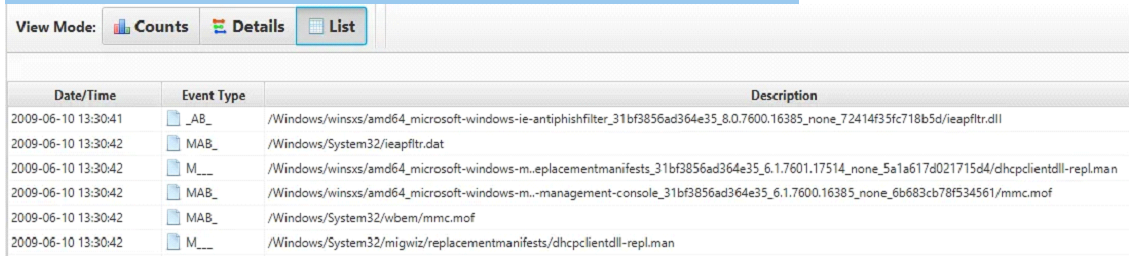 View Mode: Counts Details List
Date/Time Event Type Description
2009-06-10 13:30:41 _AB_ /Windows/winsxs/amd64_microsoft-windows-ie-antiphishfilter_31bf3856ad364e35_8.0.7600.16385_none_72414f35fc718b5d/ieapfltr.dll
2009-06-10 13:30:42 MAB_ /Windows/System32/ieapfltr.dat
2009-06-10 13:30:42 M___ /Windows/winsxs/amd64_microsoft-windows-m..eplacementmanifests_31bf3856ad364e35_6.1.7601.17514_none_5a1a617d021715d4/dhcpclientdll-repl.man
2009-06-10 13:30:42 MAB_ /Windows/winsxs/amd64_microsoft-windows-m..-management-console_31bf3856ad364e35_6.1.7600.16385_none_6b683cb78f534561/mmc.mof
2009-06-10 13:30:42 MAB_ /Windows/System32/wbem/mmc.mof
2009-06-10 13:30:42 M___ /Windows/System32/migwiz/replacementmanifests/dhcpclientdll-repl.man